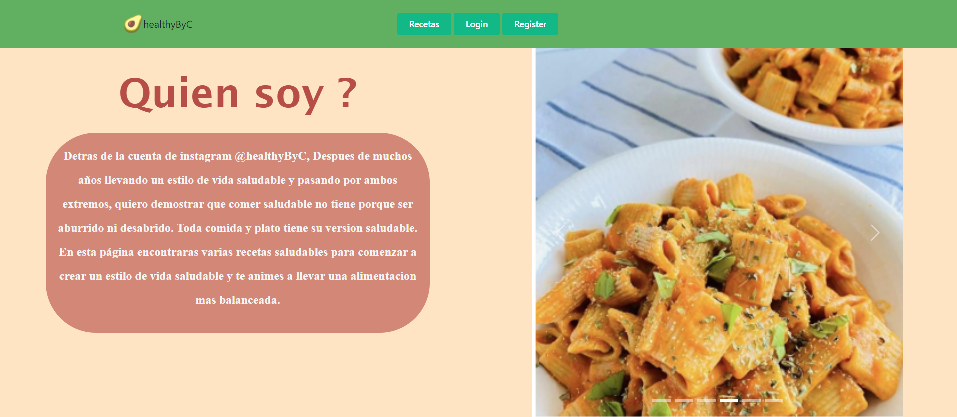 healthyByC
Recetas Login Register
Quien soy ?
Detras de la cuenta de instagram @healthyByC, Despues de muchos
años llevando un estilo de vida saludable y pasando por ambos
extremos, quiero demostrar que comer saludable no tiene porque ser
aburrido ni desabrido. Toda comida y plato tiene su version saludable.
En esta página encontraras varias recetas saludables para comenzar a
crear un estilo de vida saludable y te animes a llevar una alimentacion
mas balanceada.